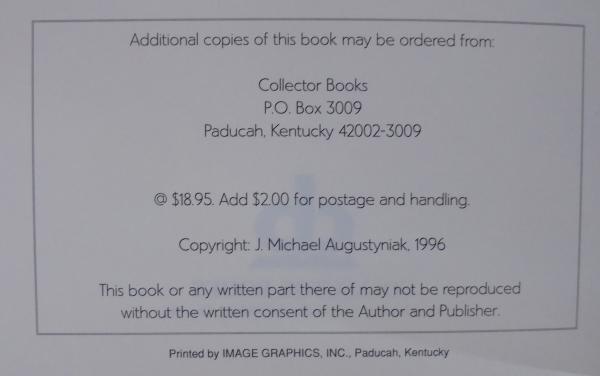 Additional copies of this book may be ordered from:
Collector Books
P.O. Box 3009
Paducah, Kentucky 42002-3009
@ $18.95. Add $2.00 for postage and handling.
Copyright: J. Michael Augustyniak, 1996
This book or any written part there of may not be reproduced
without the written consent of the Author and Publisher.
Printed by IMAGE GRAPHICS, INC., Paducah, Kentucky